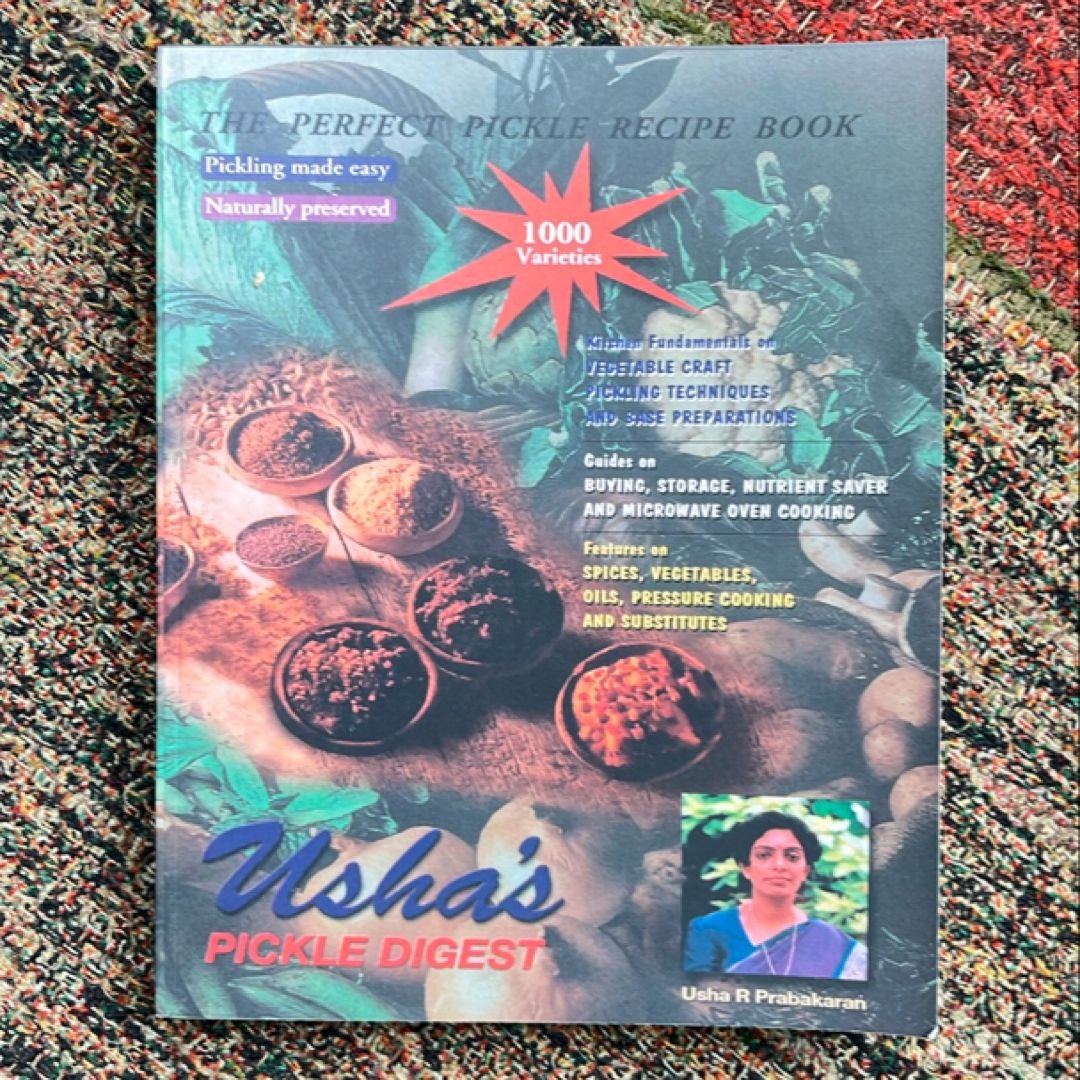 THE PERFECT PICKLE RECIPE BOOK
Pickling made easy
Naturally preserved
1000
Varieties
Kitchen Fundamentals on
VEGETABLE CRAFT
PICKLING TECHNIQUES
AND BASE PREPARATIONS
Guides on
BUYING, STORAGE, NUTRIENT SAVER
AND MICROWAVE OVEN COOKING
Features on
SPICES, VEGETABLES,
OILS, PRESSURE COOKING
AND SUBSTITUTES
Usha's
PICKLE DIGEST
Usha R Prabakaran